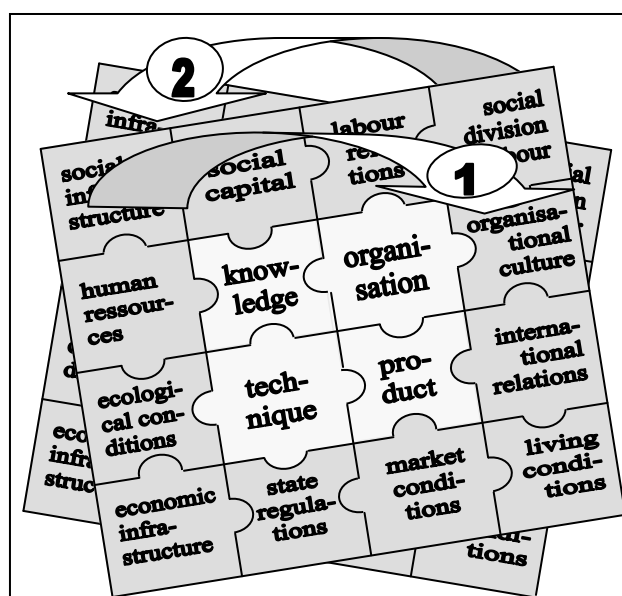 2
infra-
social
structure
social
capital
labour
tions
social
division
1
human
ressour-
ces
know-
ledge
organi-
sation
organisa-
tional
culture
ecologi-
cal con-
ditions
tech-
nique
pro-
duct
interna-
tional
relations
economic
infra-
structure
state
regula-
tions
market
condi-
tions
living
condi-
tions
tions